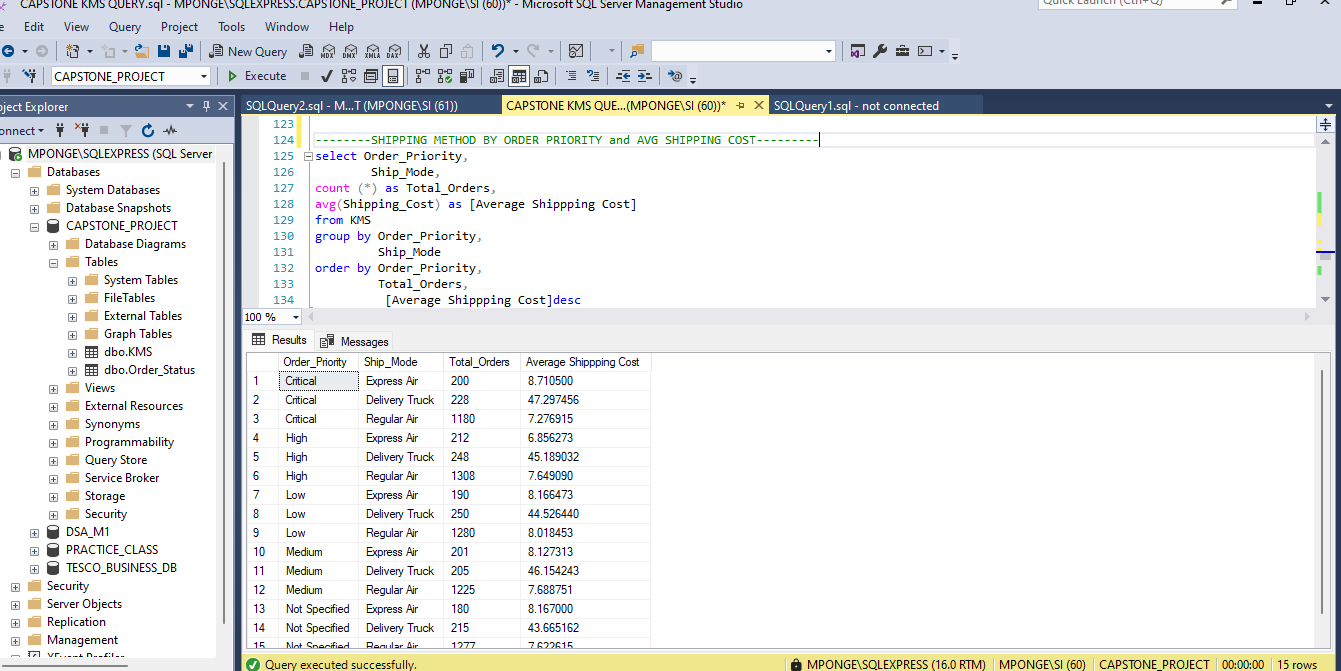 CAPSTONE KMS QUERY.sql - MPONGE\SQLEXPRESS.CAPSTONE_PROJECT (MPONGE\SI (60))* - Microsoft SQL Server Management Studio
Quick Launch (Ctrl+Q)
Edit View Query Project Tools Window Help
New Query MDX DMX XMLA DAX
CAPSTONE_PROJECT Execute
ject Explorer
onnect
MPONGE\SQLEXPRESS (SQL Server
Databases
System Databases
Database Snapshots
CAPSTONE_PROJECT
Database Diagrams
Tables
System Tables
FileTables
External Tables
Graph Tables
dbo.KMS
dbo.Order_Status
Views
External Resources
Synonyms
Programmability
Query Store
Service Broker
Storage
Security
DSA_M1
PRACTICE_CLASS
TESCO_BUSINESS_DB
Security
Server Objects
Replication
Management
XEvent Profiler
SQLQuery2.sql - M...T (MPONGE\SI (61)) CAPSTONE KMS QUE...(MPONGE\SI (60))* SQLQuery1.sql - not connected
123
124 --------SHIPPING METHOD BY ORDER PRIORITY and AVG SHIPPING COST---------
125 select Order_Priority,
126 Ship_Mode,
127 count (*) as Total_Orders,
128 avg(Shipping_Cost) as [Average Shippping Cost]
129 from KMS
130 group by Order_Priority,
131 Ship_Mode
132 order by Order_Priority,
133 Total_Orders,
134 [Average Shippping Cost]desc
100 %
Results Messages
Order_Priority Ship_Mode Total_Orders Average Shippping Cost
1 Critical Express Air 200 8.710500
2 Critical Delivery Truck 228 47.297456
3 Critical Regular Air 1180 7.276915
4 High Express Air 212 6.856273
5 High Delivery Truck 248 45.189032
6 High Regular Air 1308 7.649090
7 Low Express Air 190 8.166473
8 Low Delivery Truck 250 44.526440
9 Low Regular Air 1280 8.018453
10 Medium Express Air 201 8.127313
11 Medium Delivery Truck 205 46.154243
12 Medium Regular Air 1225 7.688751
13 Not Specified Express Air 180 8.167000
14 Not Specified Delivery Truck 215 43.665162
15 Not Specified Regular Air 1277 7.622615
Query executed successfully. MPONGE\SQLEXPRESS (16.0 RTM) MPONGE\SI (60) CAPSTONE_PROJECT 00:00:00 15 rows